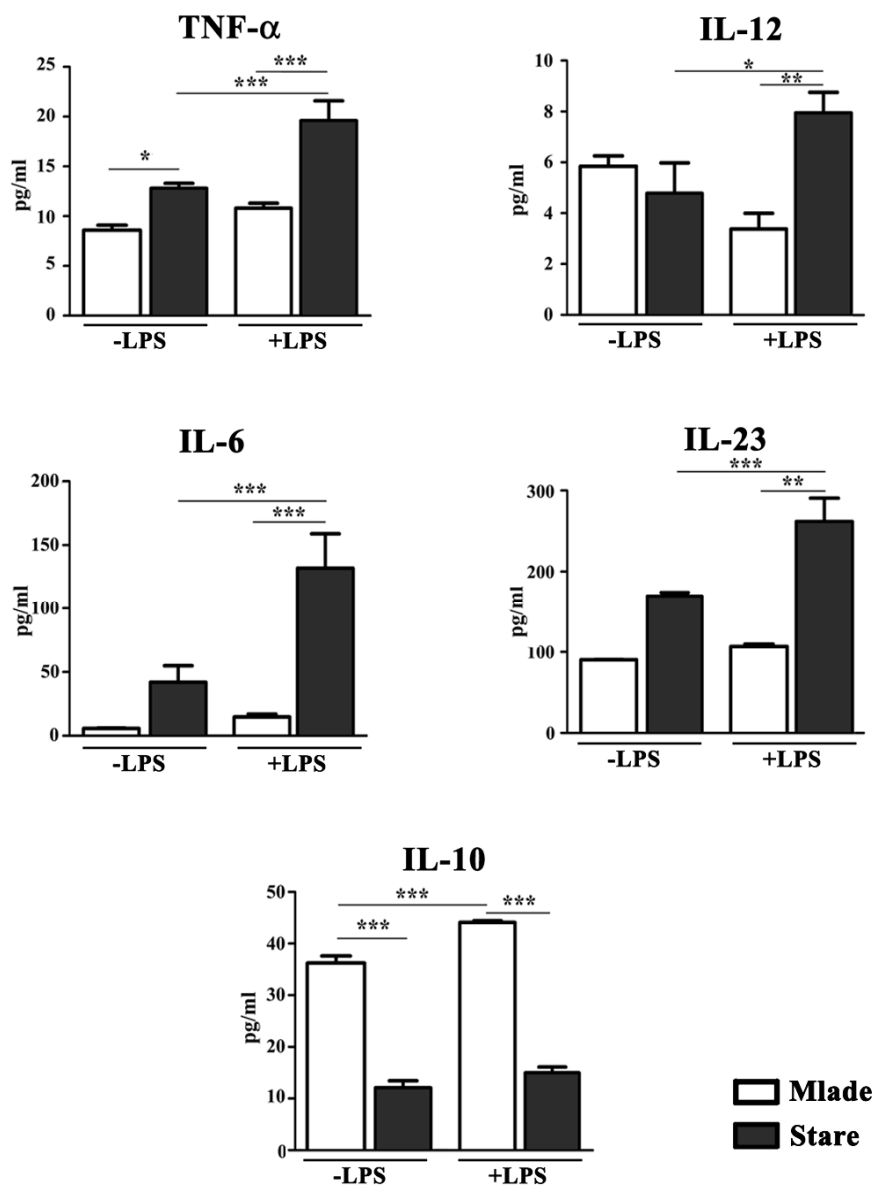 TNF-α
25
20
15
10
5
0
pg/ml
***
***
*
-LPS
+LPS
IL-12
10
8
6
4
2
0
pg/ml
*
**
-LPS
+LPS
IL-6
200
150
100
50
0
pg/ml
***
***
-LPS
+LPS
IL-23
300
200
100
0
pg/ml
***
**
-LPS
+LPS
IL-10
50
40
30
20
10
0
pg/ml
***
***
***
-LPS
+LPS
Mlade
Stare